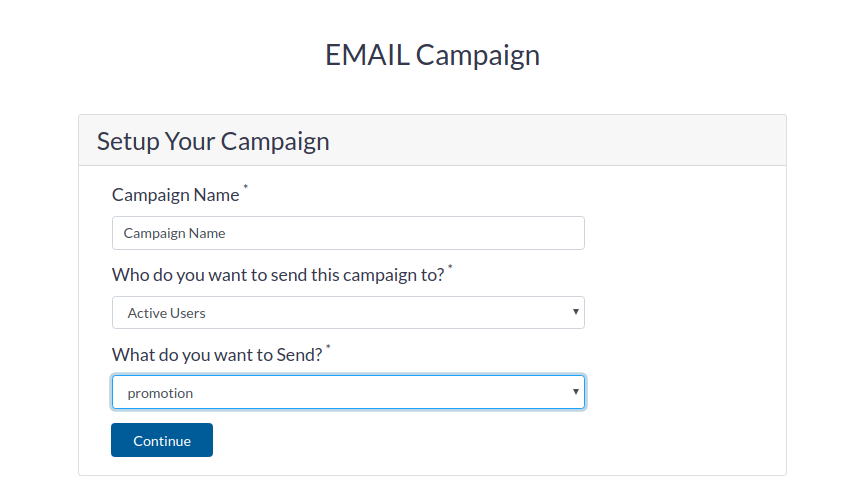 EMAIL Campaign
Setup Your Campaign
Campaign Name *
Campaign Name
Who do you want to send this campaign to? *
Active Users
What do you want to Send? *
promotion
Continue